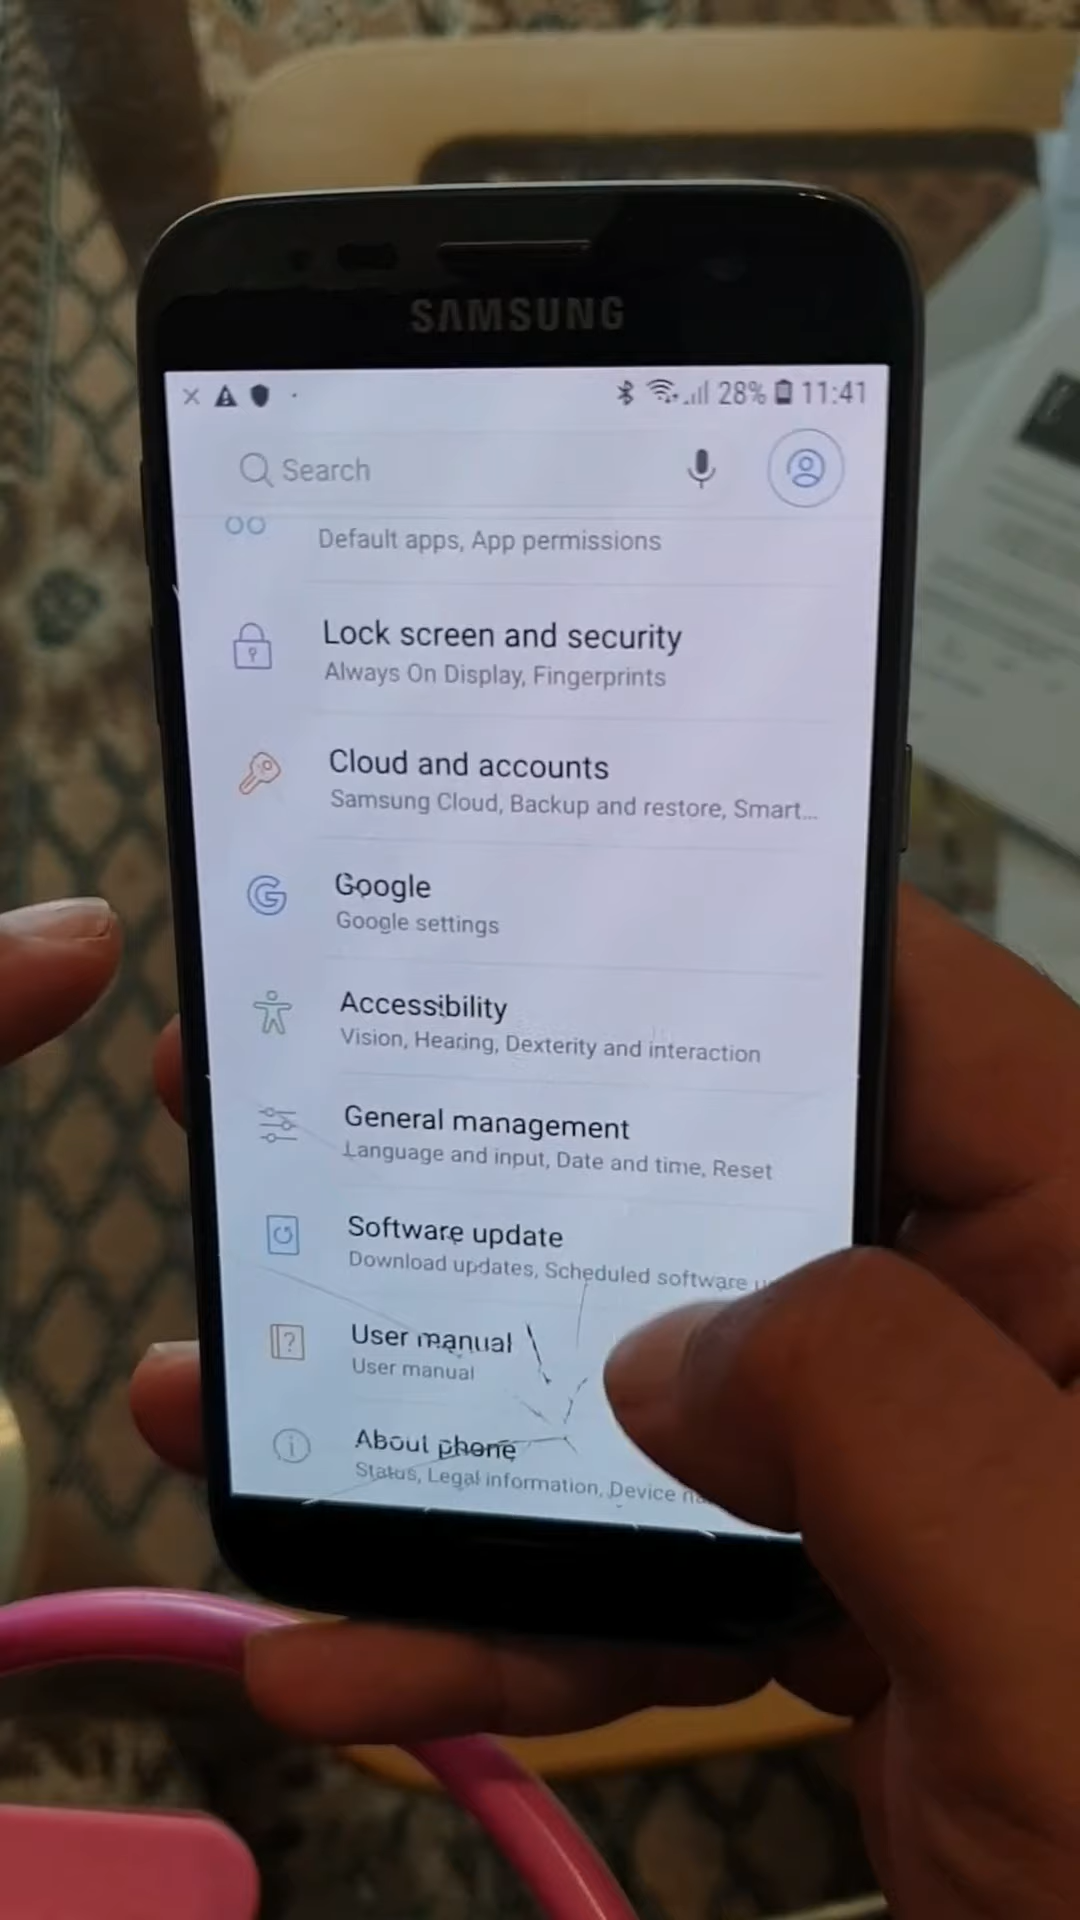 SAMSUNG
28% 11:41
Search
Default apps, App permissions
Lock screen and security
Always On Display, Fingerprints
Cloud and accounts
Samsung Cloud, Backup and restore, Smart...
Google
Google settings
Accessibility
Vision, Hearing, Dexterity and interaction
General management
Language and input, Date and time, Reset
Software update
Download updates, Scheduled software
User manual
User manual
About phone
Status, Legal information, Device